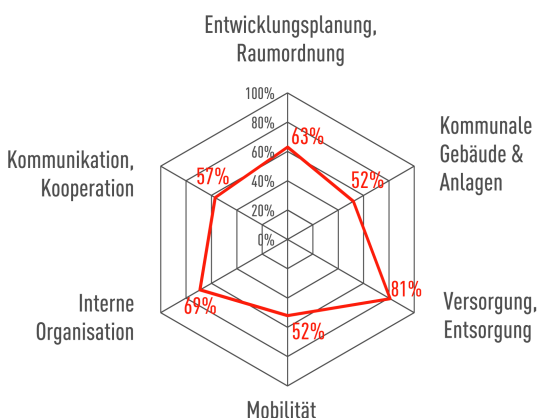 Entwicklungsplanung,
Raumordnung
100%
80%
63%
60%
40%
20%
0%
Kommunale
Gebäude &
Anlagen
52%
Versorgung,
Entsorgung
81%
Mobilität
52%
Interne
Organisation
69%
Kommunikation,
Kooperation
57%